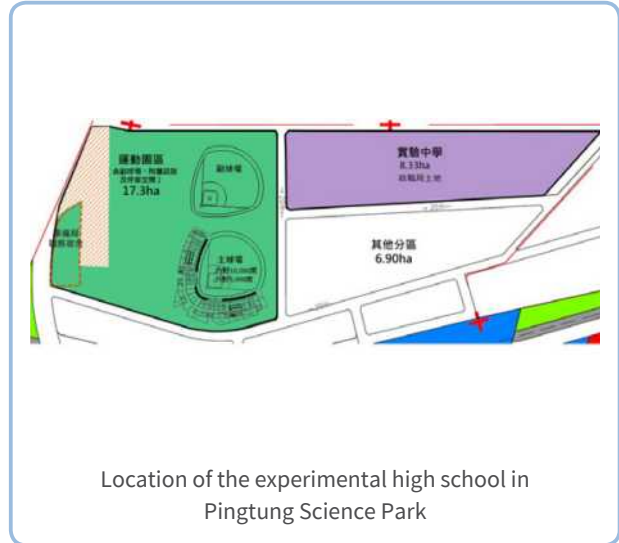 運動園區
17.3ha
副球場
實驗中學
8.33ha
主球場
其他分區
6.90ha
Location of the experimental high school in
Pingtung Science Park